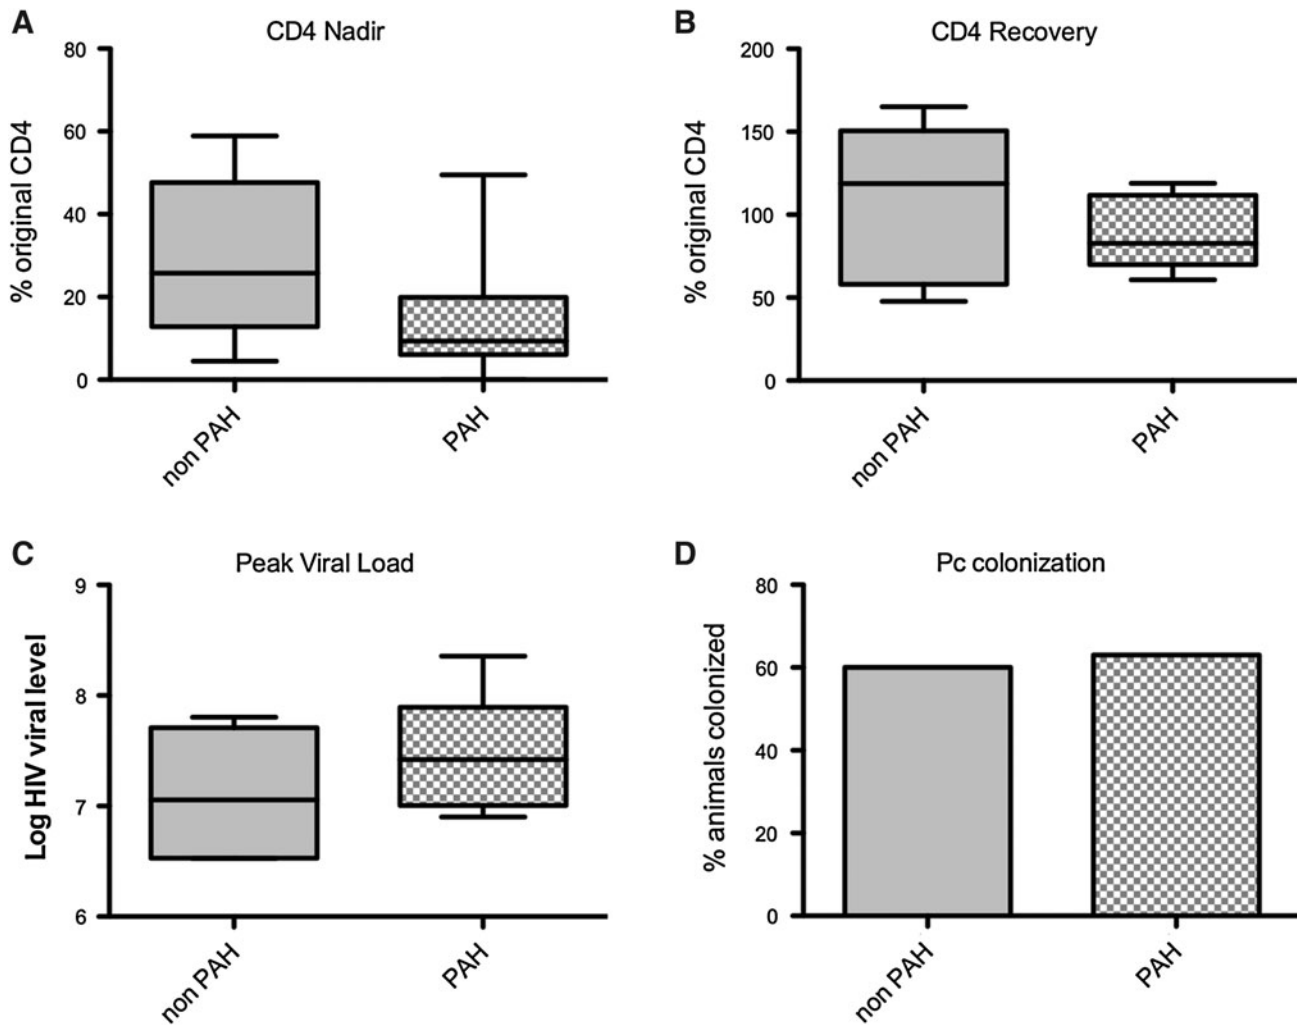 A
CD4 Nadir
% original CD4
80
60
40
20
0
non PAH
PAH
B
CD4 Recovery
% original CD4
200
150
100
50
0
non PAH
PAH
C
Peak Viral Load
Log HIV viral level
9
8
7
6
non PAH
PAH
D
Pc colonization
% animals colonized
80
60
40
20
0
non PAH
PAH